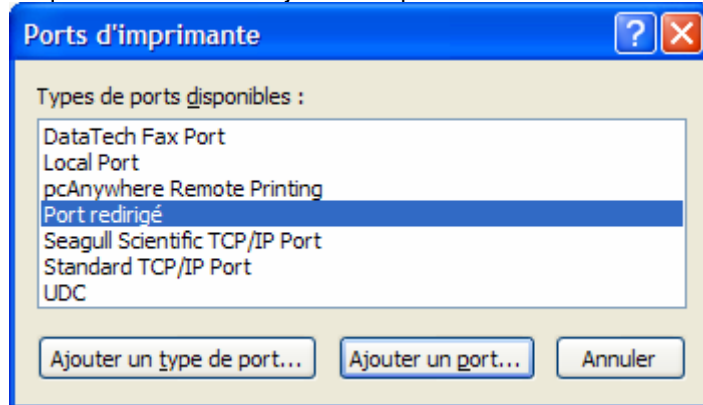 Ports d'imprimante
Types de ports disponibles :
DataTech Fax Port
Local Port
pcAnywhere Remote Printing
Port redirigé
Seagull Scientific TCP/IP Port
Standard TCP/IP Port
UDC
Ajouter un type de port... Ajouter un port... Annuler